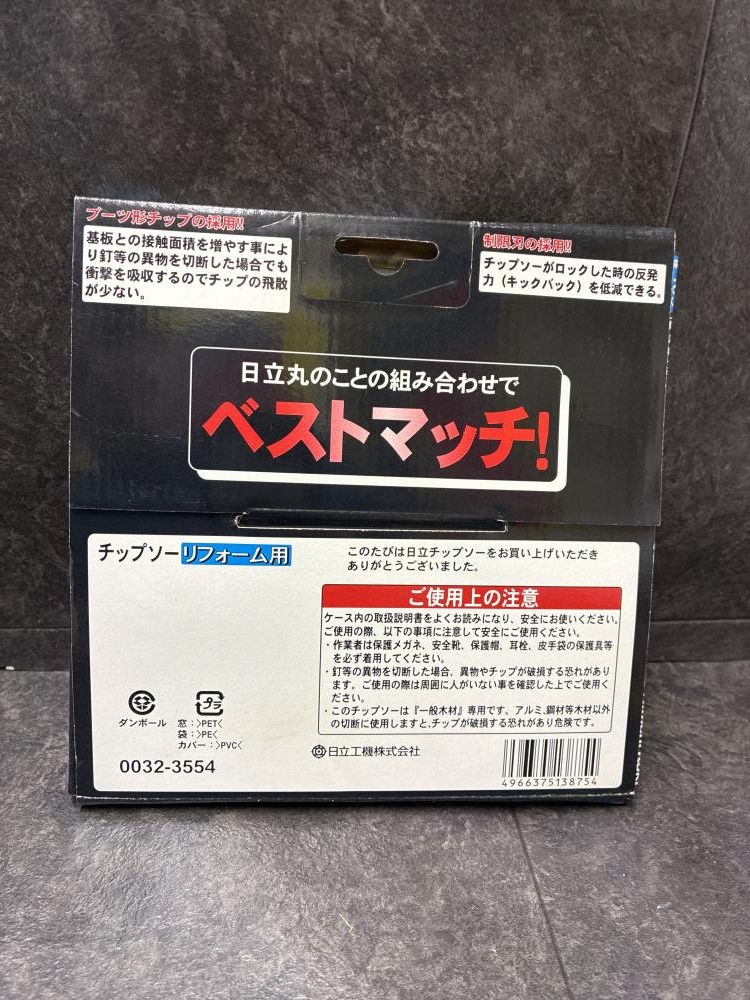 ブーツ形チップの採用!!
基板との接触面積を増やす事によ
り釘等の異物を切断した場合でも
衝撃を吸収するのでチップの飛散
が少ない。
制限刃の採用!!
チップソーがロックした時の反発
力（キックバック）を低減できる。
日立丸のことの組み合わせで
ベストマッチ!
チップソーリフォーム用
このたびは日立チップソーをお買い上げいただき
ありがとうございました。
ご使用上の注意
ケース内の取扱説明書をよくお読みになり、安全にお使いください。
ご使用の際、以下の事項に注意して安全にご使用ください。
・作業者は保護メガネ、安全靴、保護帽、耳栓、皮手袋の保護具等
を必ず着用してください。
・釘等の異物を切断した場合、異物やチップが破損する恐れがあり
ます。ご使用の際は周囲に人がいない事を確認した上でご使用く
ださい。
・このチップソーは『一般木材』専用です。アルミ、鋼材等木材以外
の切断に使用しますと、チップが破損する恐れがあり危険です。
プラ
ダンボール
窓：>PET<
袋：>PE<
カバー：>PVC<
0032-3554
日立工機株式会社
4966375138754